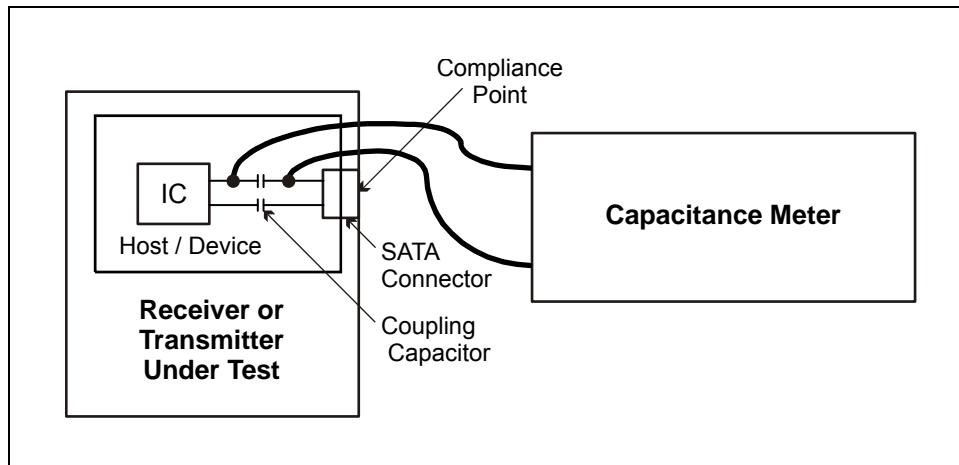 Compliance
Point
IC
Host / Device
SATA
Connector
Receiver or
Transmitter
Under Test
Coupling
Capacitor
Capacitance Meter